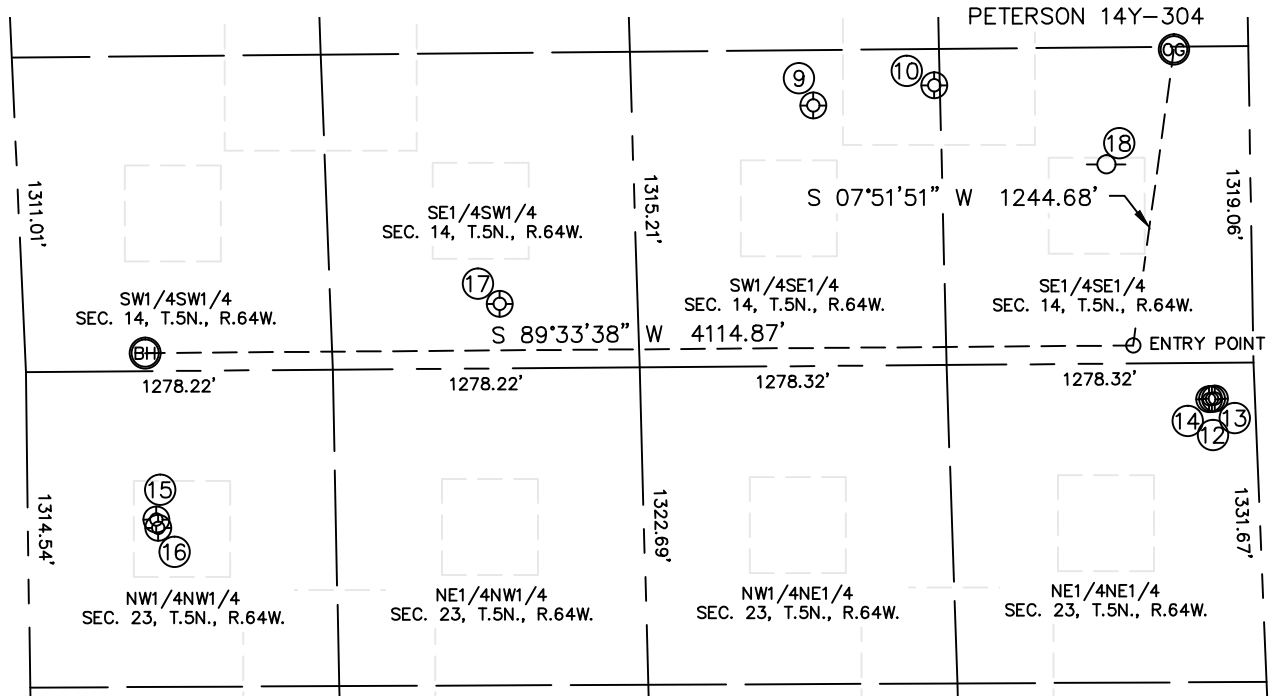 PETERSON 14Y-304
OG
9
10
18
1311.01'
1315.21'
1319.06'
S 07°51'51" W 1244.68'
SE1/4SW1/4
SEC. 14, T.5N., R.64W.
17
SW1/4SW1/4
SEC. 14, T.5N., R.64W.
SW1/4SE1/4
SEC. 14, T.5N., R.64W.
SE1/4SE1/4
SEC. 14, T.5N., R.64W.
S 89°33'38" W 4114.87'
BH
ENTRY POINT
1278.22'
1278.22'
1278.32'
1278.32'
14
13
12
15
16
1314.54'
1322.69'
1331.67'
NW1/4NW1/4
SEC. 23, T.5N., R.64W.
NE1/4NW1/4
SEC. 23, T.5N., R.64W.
NW1/4NE1/4
SEC. 23, T.5N., R.64W.
NE1/4NE1/4
SEC. 23, T.5N., R.64W.